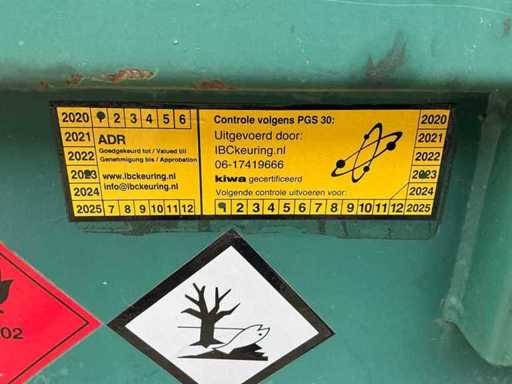 2020 2 3 4 5 6
2021 ADR
Goedgekeurd tot / Valued till
2022 Genehmigung bis / Approbation
2023 www.ibckeuring.nl
2024 info@ibckeuring.nl
2025 7 8 9 10 11 12
Controle volgens PGS 30: 2020
Uitgevoerd door: 2021
IBCkeuring.nl
06-17419666 2022
kiwa gecertificeerd 2023
Volgende controle uitvoeren voor: 2024
2 3 4 5 6 7 8 9 10 11 12 2025
02